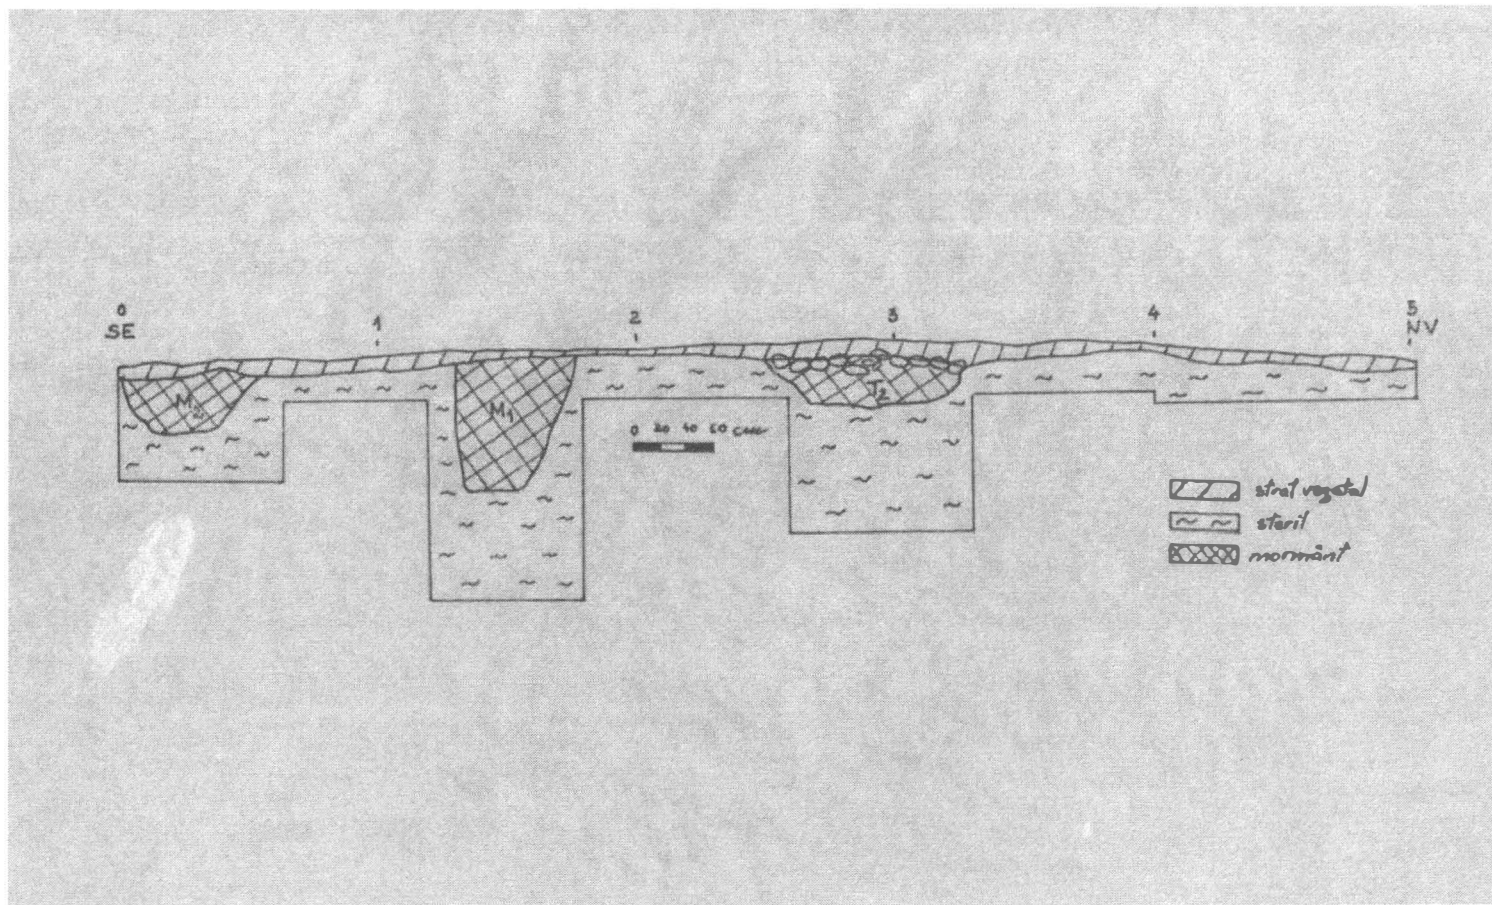 0 1 2 3 4 5
SE NV
M2 M1 T2
0 20 40 60 cm
strat vegetal
steril
mormânt